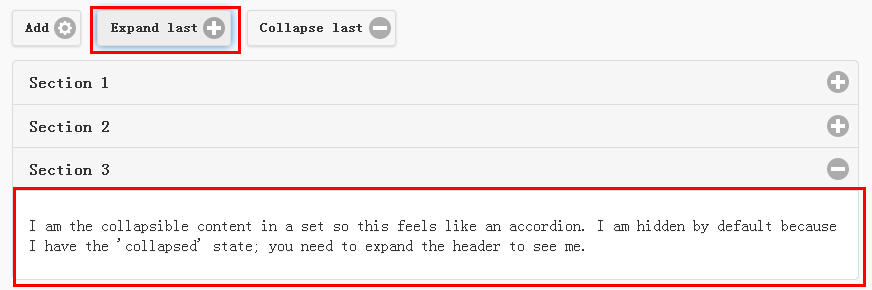 Add Expand last Collapse last
Section 1
Section 2
Section 3
I am the collapsible content in a set so this feels like an accordion. I am hidden by default because
I have the 'collapsed' state; you need to expand the header to see me.